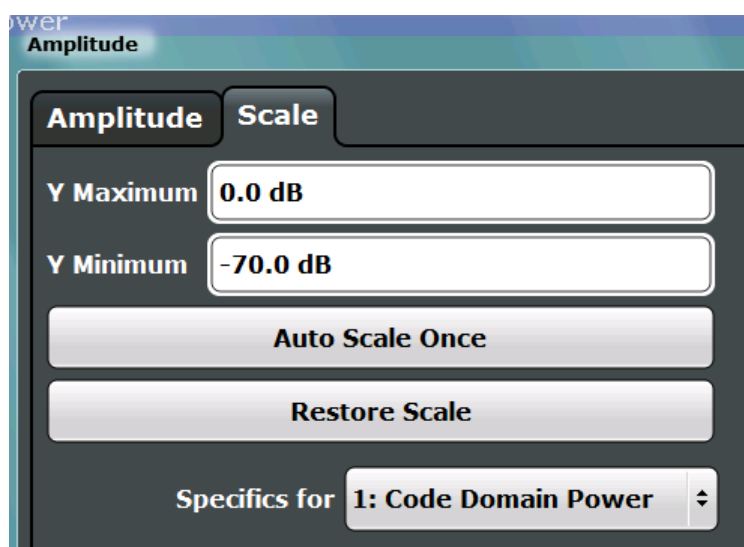 Amplitude
Amplitude Scale
Y Maximum 0.0 dB
Y Minimum -70.0 dB
Auto Scale Once
Restore Scale
Specifics for 1: Code Domain Power